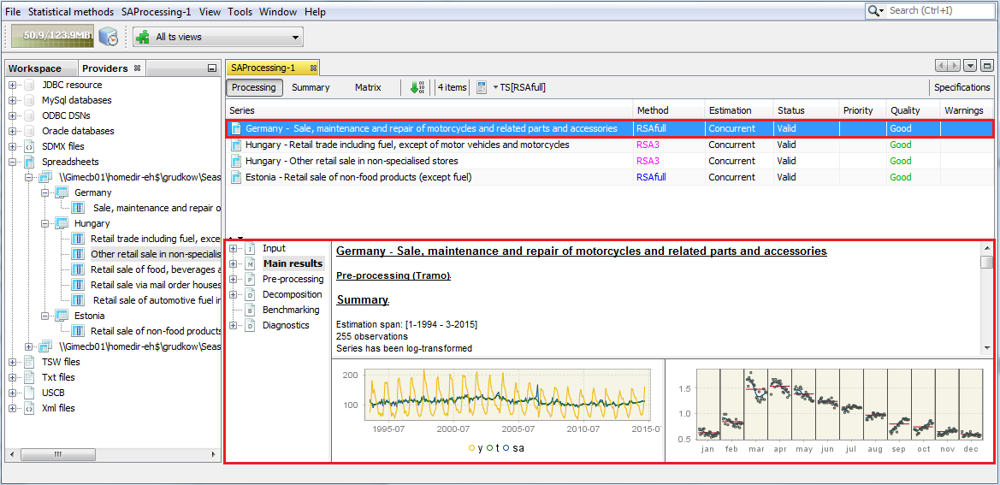 File Statistical methods SAProcessing-1 View Tools Window Help
Search (Ctrl+I)
50.9/123.9MB
All ts views
Workspace
Providers
JDBC resource
MySql databases
ODBC DSNs
Oracle databases
SDMX files
Spreadsheets
\\Gimecb01\homedir-eh$\grudkow\Seas
Germany
Sale, maintenance and repair o
Hungary
Retail trade including fuel, exce
Other retail sale in non-specialis
Retail sale of food, beverages a
Retail sale via mail order houses
Retail sale of automotive fuel in
Estonia
Retail sale of non-food products
\\Gimecb01\homedir-eh$\grudkow\Seas
TSW files
Txt files
USCB
Xml files
SAProcessing-1
Processing Summary Matrix 4 items TS[RSAfull] Specifications
Series Method Estimation Status Priority Quality Warnings
Germany - Sale, maintenance and repair of motorcycles and related parts and accessories RSAfull Concurrent Valid Good
Hungary - Retail trade including fuel, except of motor vehicles and motorcycles RSA3 Concurrent Valid Good
Hungary - Other retail sale in non-specialised stores RSA3 Concurrent Valid Good
Estonia - Retail sale of non-food products (except fuel) RSAfull Concurrent Valid Good
Input
Main results
Pre-processing
Decomposition
Benchmarking
Diagnostics
Germany - Sale, maintenance and repair of motorcycles and related parts and accessories
Pre-processing (Tramo)
Summary
Estimation span: [1-1994 - 3-2015]
255 observations
Series has been log-transformed
200
100
1995-07 2000-07 2005-07 2010-07 2015-07
y t sa
1.5
1.0
0.5
jan feb mar apr may jun jul aug sep oct nov dec